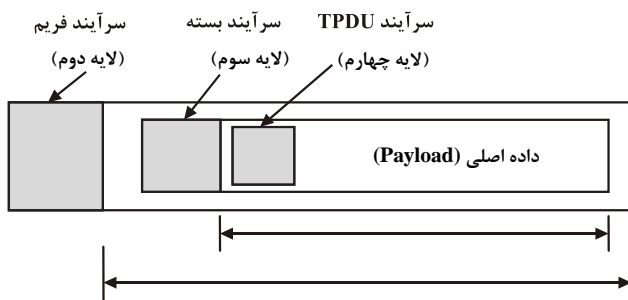 سرآیند TPDU
(لایه چهارم)
سرآیند بسته
(لایه سوم)
سرآیند فریم
(لایه دوم)
داده اصلی (Payload)